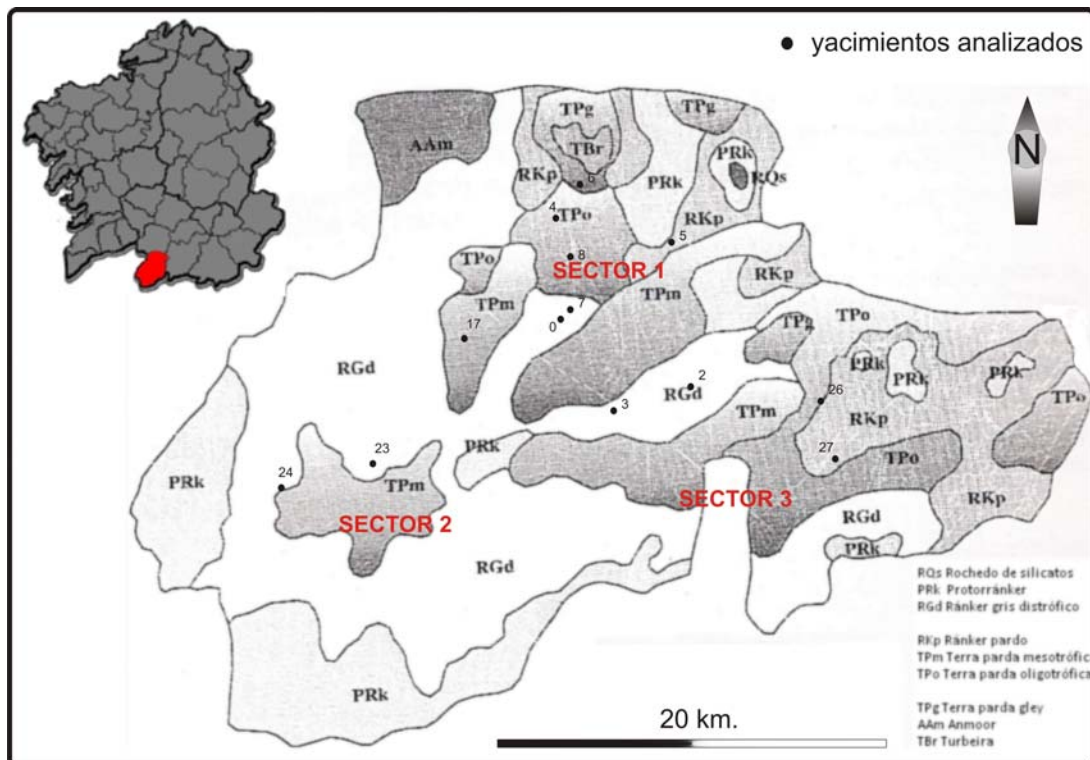 yacimientos analizados
N
TPg
TPg
TBr
AAm
PRk
RQs
RKp
PRk
6
4
TPo
RKp
5
8
SECTOR 1
TPo
RKp
TPm
TPm
7
0
17
TPg
TPo
RGd
PRk
PRk
PRk
2
RGd
26
TPo
3
TPm
RKp
23
PRk
27
TPo
24
TPm
PRk
SECTOR 3
RKp
SECTOR 2
RGd
PRk
RGd
PRk
RQs Rochedo de silicatos
PRk Protorránker
RGd Ránker gris distrófico
RKp Ránker pardo
TPm Terra parda mesotrófic
TPo Terra parda oligotrófica
TPg Terra parda gley
AAm Anmoor
TBr Turbeira
20 km.